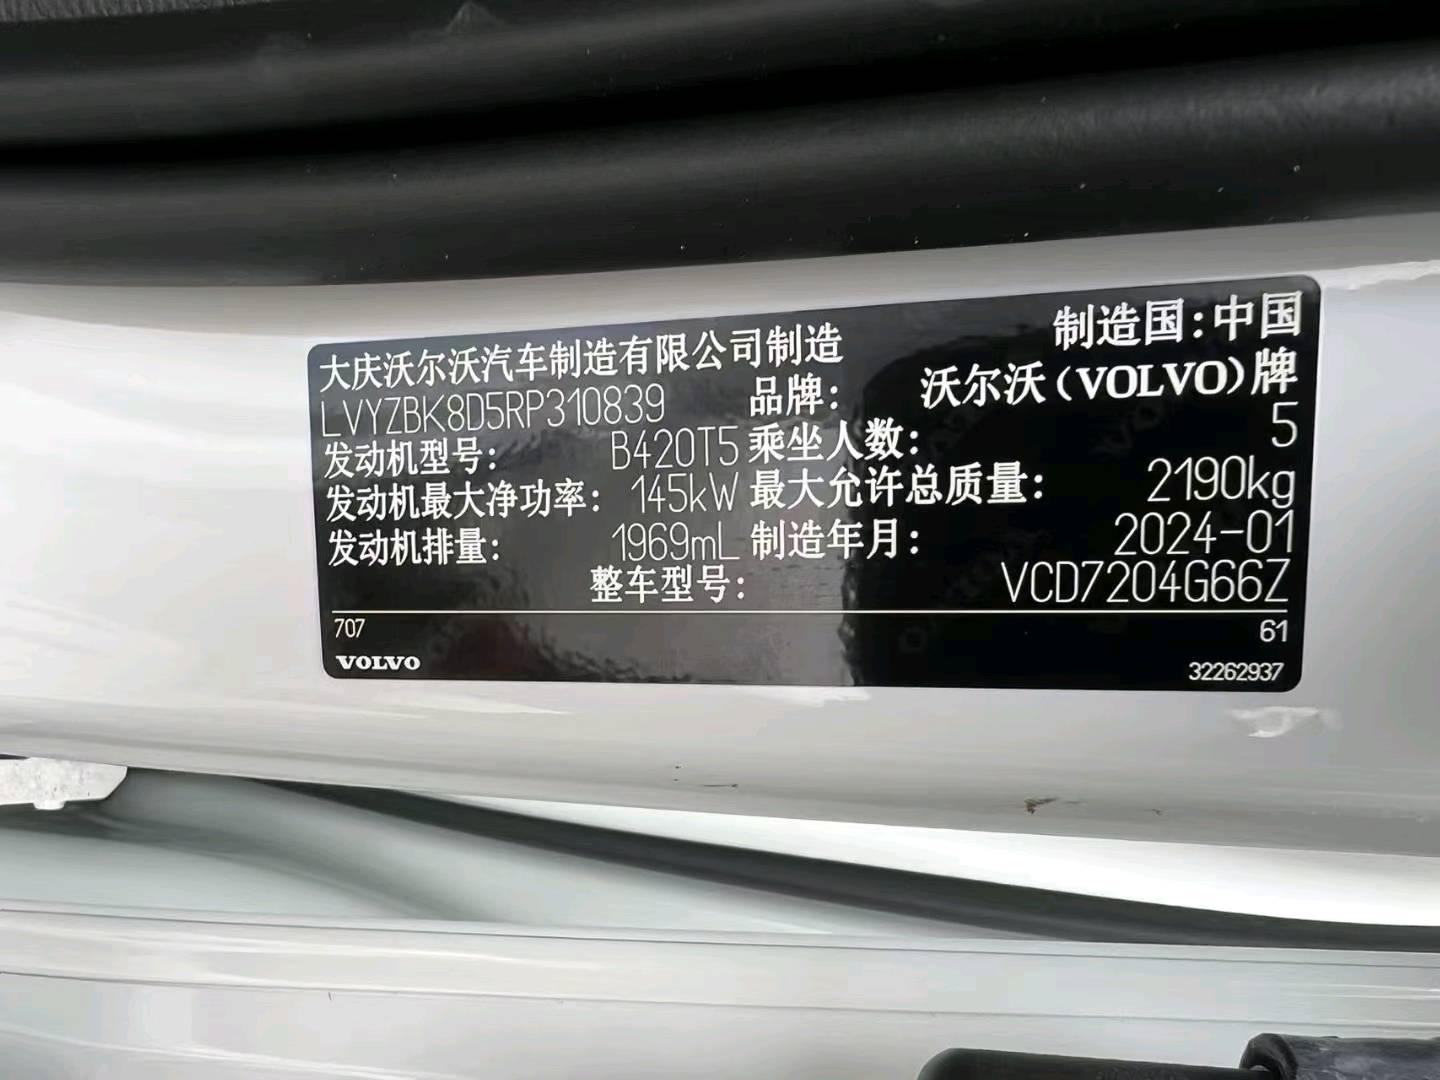 大庆沃尔沃汽车制造有限公司制造 制造国:中国
LVYZBK8D5RP310839 品牌: 沃尔沃(VOLVO)牌
发动机型号: B420T5 乘坐人数: 5
发动机最大净功率: 145kW 最大允许总质量: 2190kg
发动机排量: 1969mL 制造年月: 2024-01
整车型号: VCD7204G66Z
707 61
VOLVO 32262937